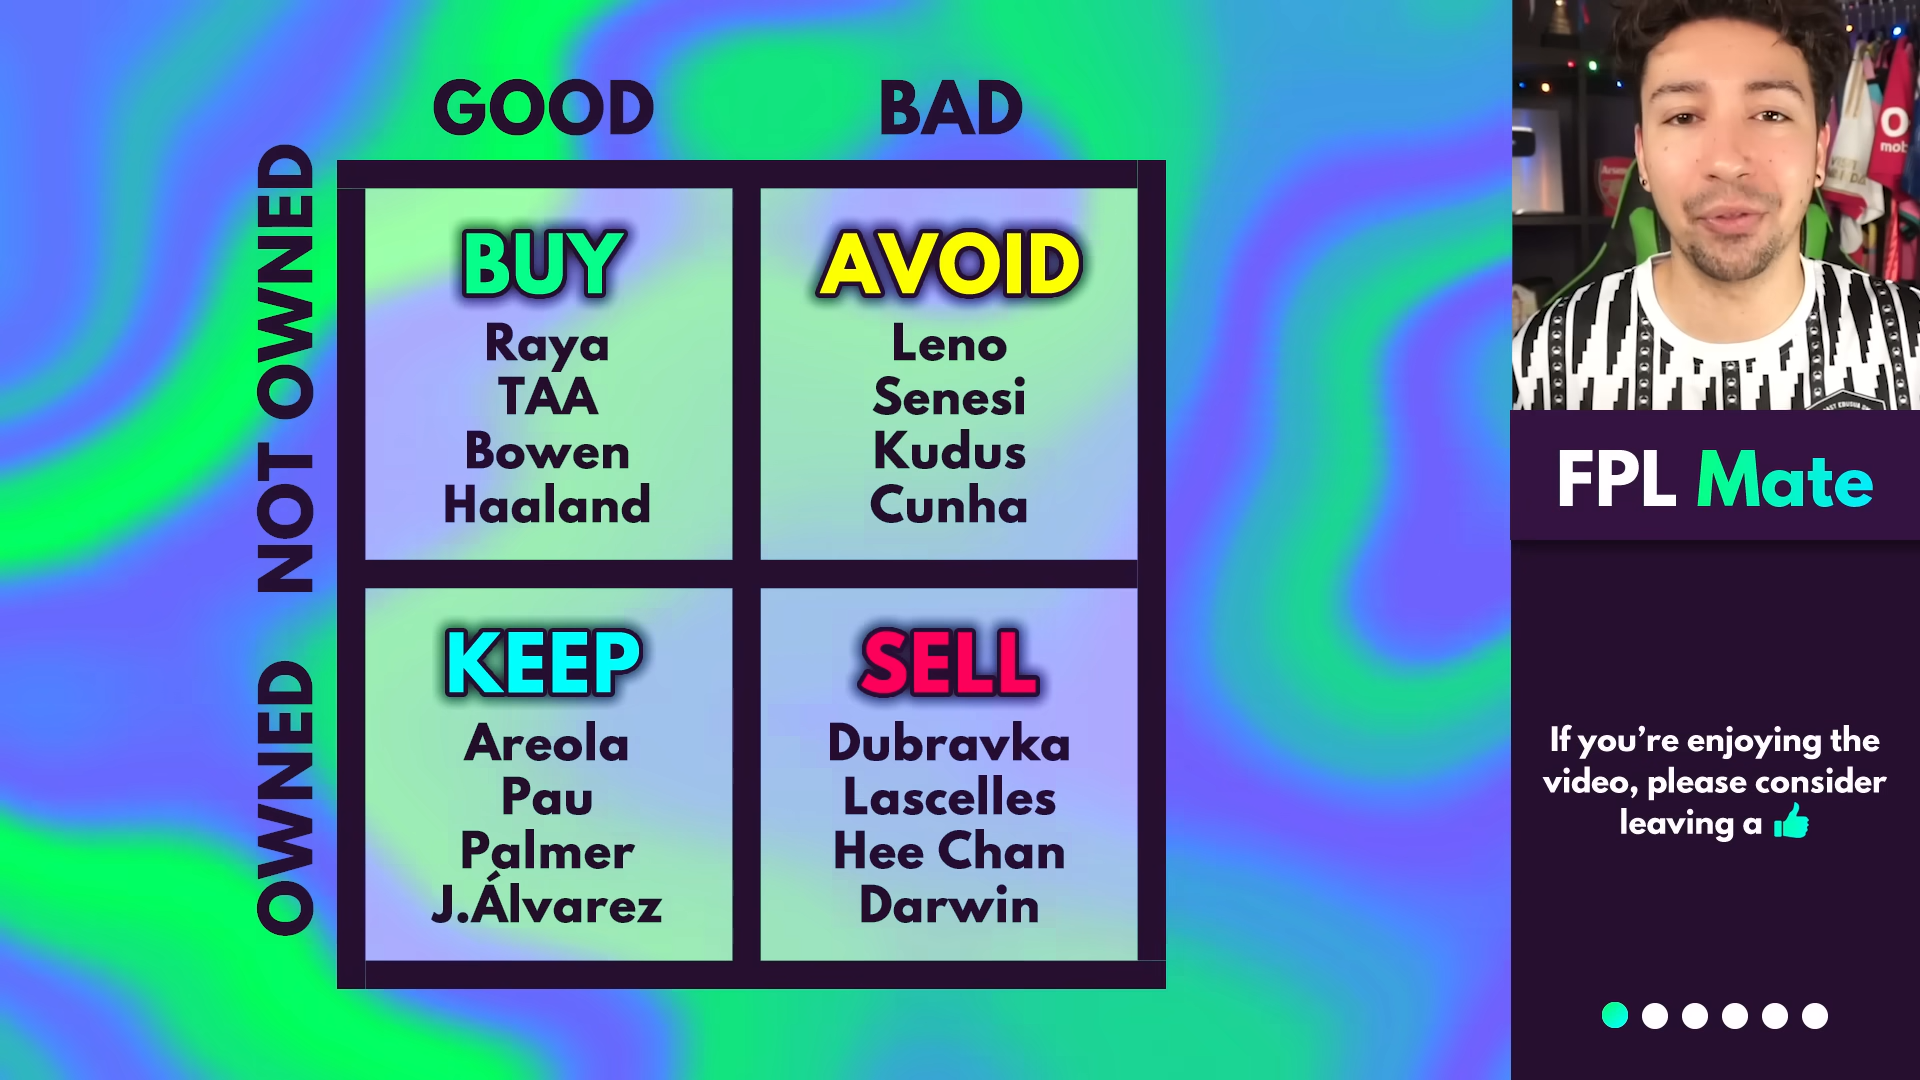 GOOD
BAD
NOT OWNED
OWNED
BUY
Raya
TAA
Bowen
Haaland
AVOID
Leno
Senesi
Kudus
Cunha
KEEP
Areola
Pau
Palmer
J.Álvarez
SELL
Dubravka
Lascelles
Hee Chan
Darwin
FPL Mate
If you're enjoying the
video, please consider
leaving a